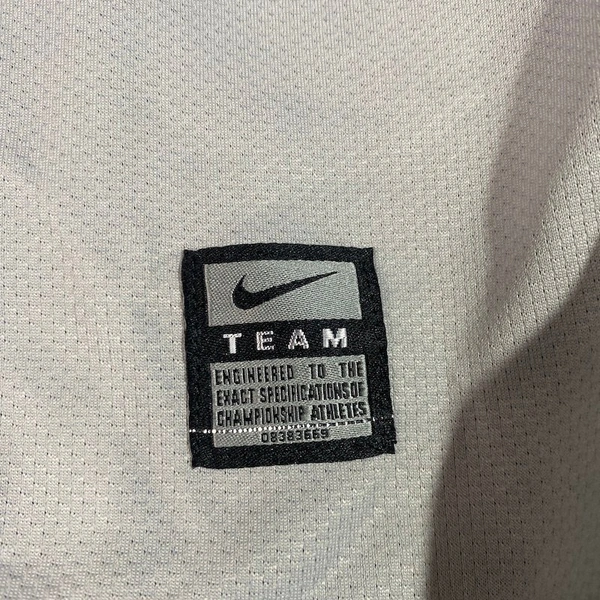 TEAM
ENGINEERED TO THE
EXACT SPECIFICATIONS OF
CHAMPIONSHIP ATHLETES
08383669